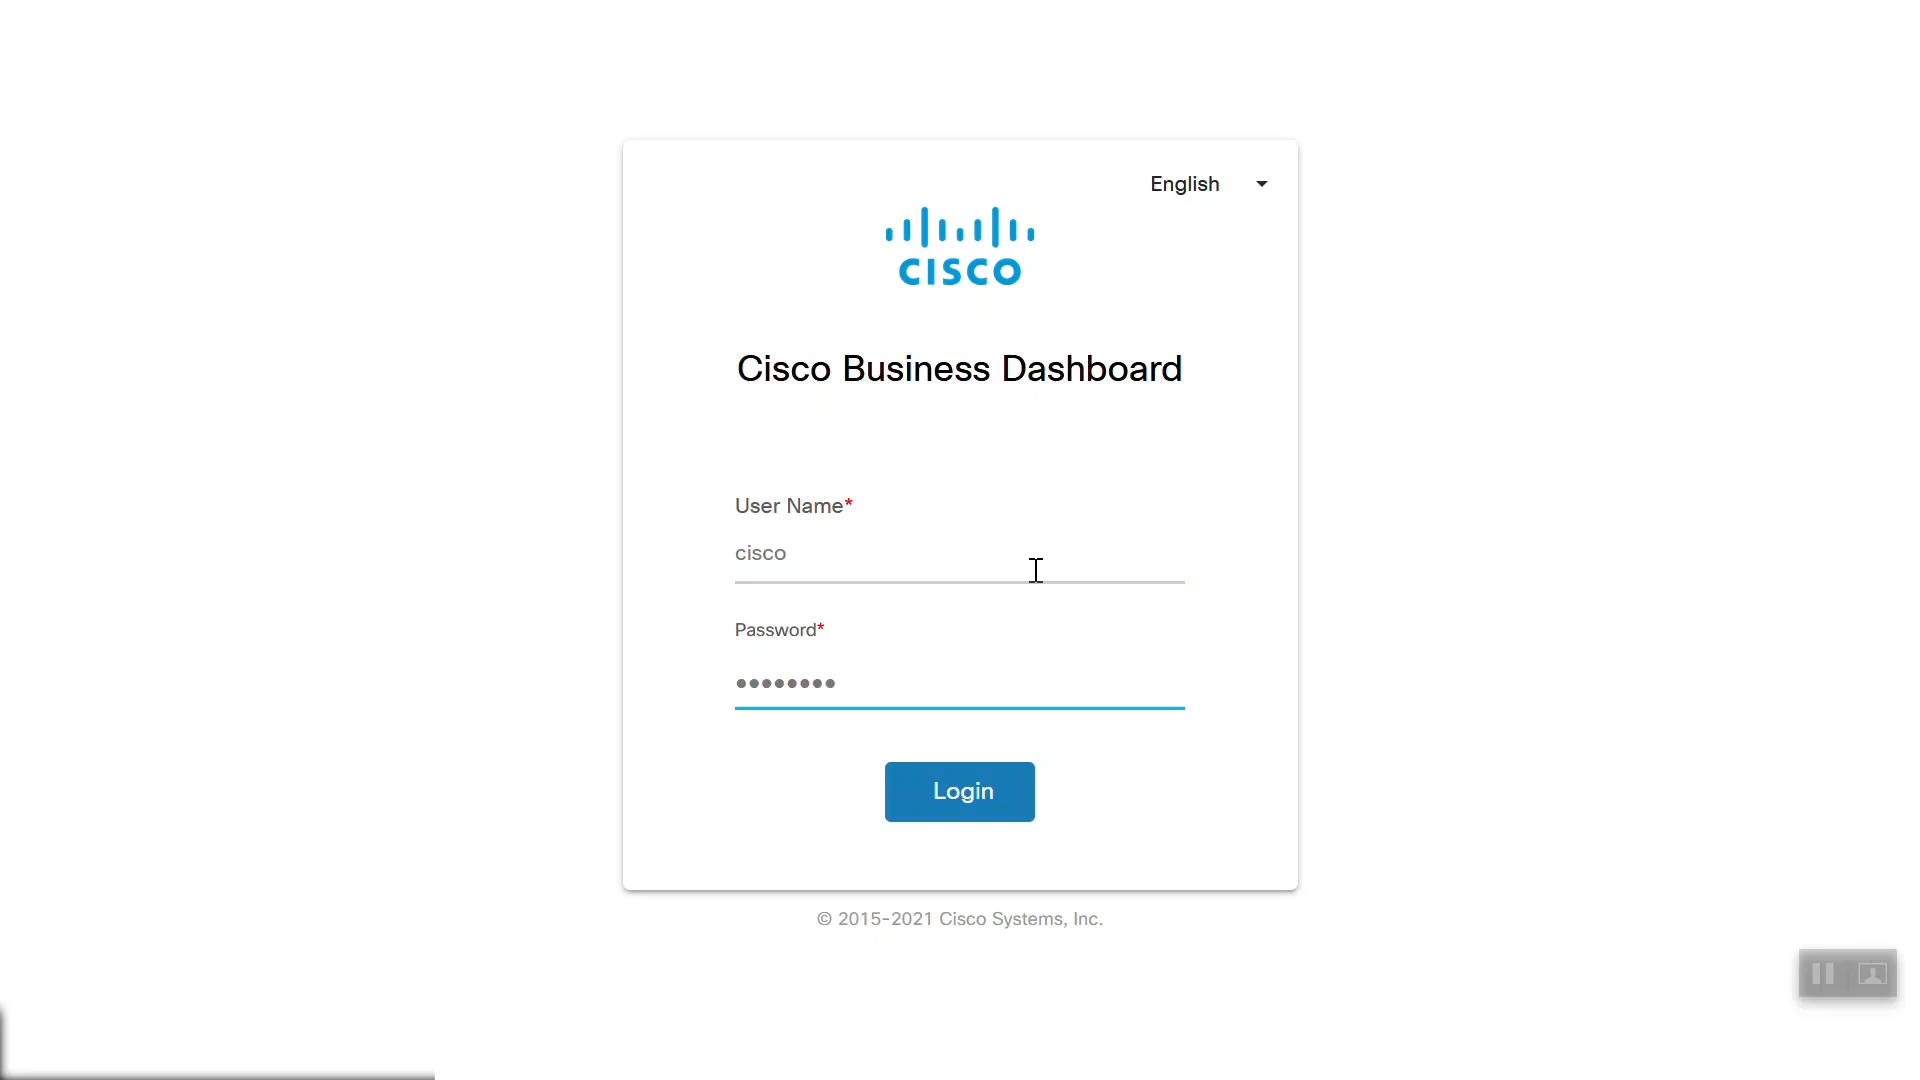 English
CISCO
Cisco Business Dashboard
User Name*
cisco
Password*
••••••••
Login
© 2015-2021 Cisco Systems, Inc.